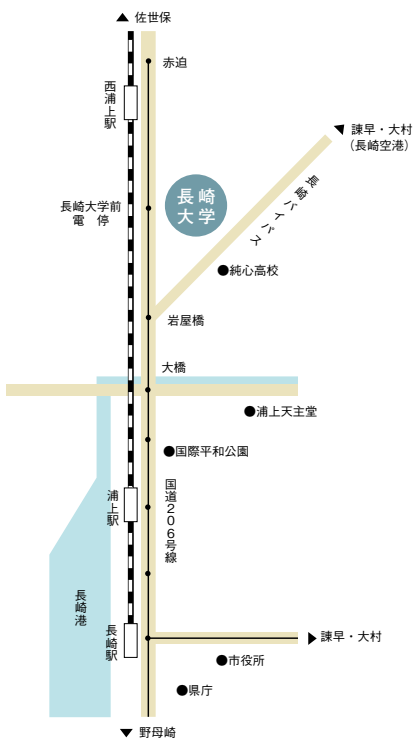 ▲ 佐世保
赤迫
西浦上駅
◀ 諫早・大村
（長崎空港）
長崎
大学
長崎バイパス
長崎大学前
電　停
●純心高校
岩屋橋
大橋
●浦上天主堂
●国際平和公園
国道206号線
浦上駅
長崎港
長崎駅
▶ 諫早・大村
●市役所
●県庁
▼ 野母崎